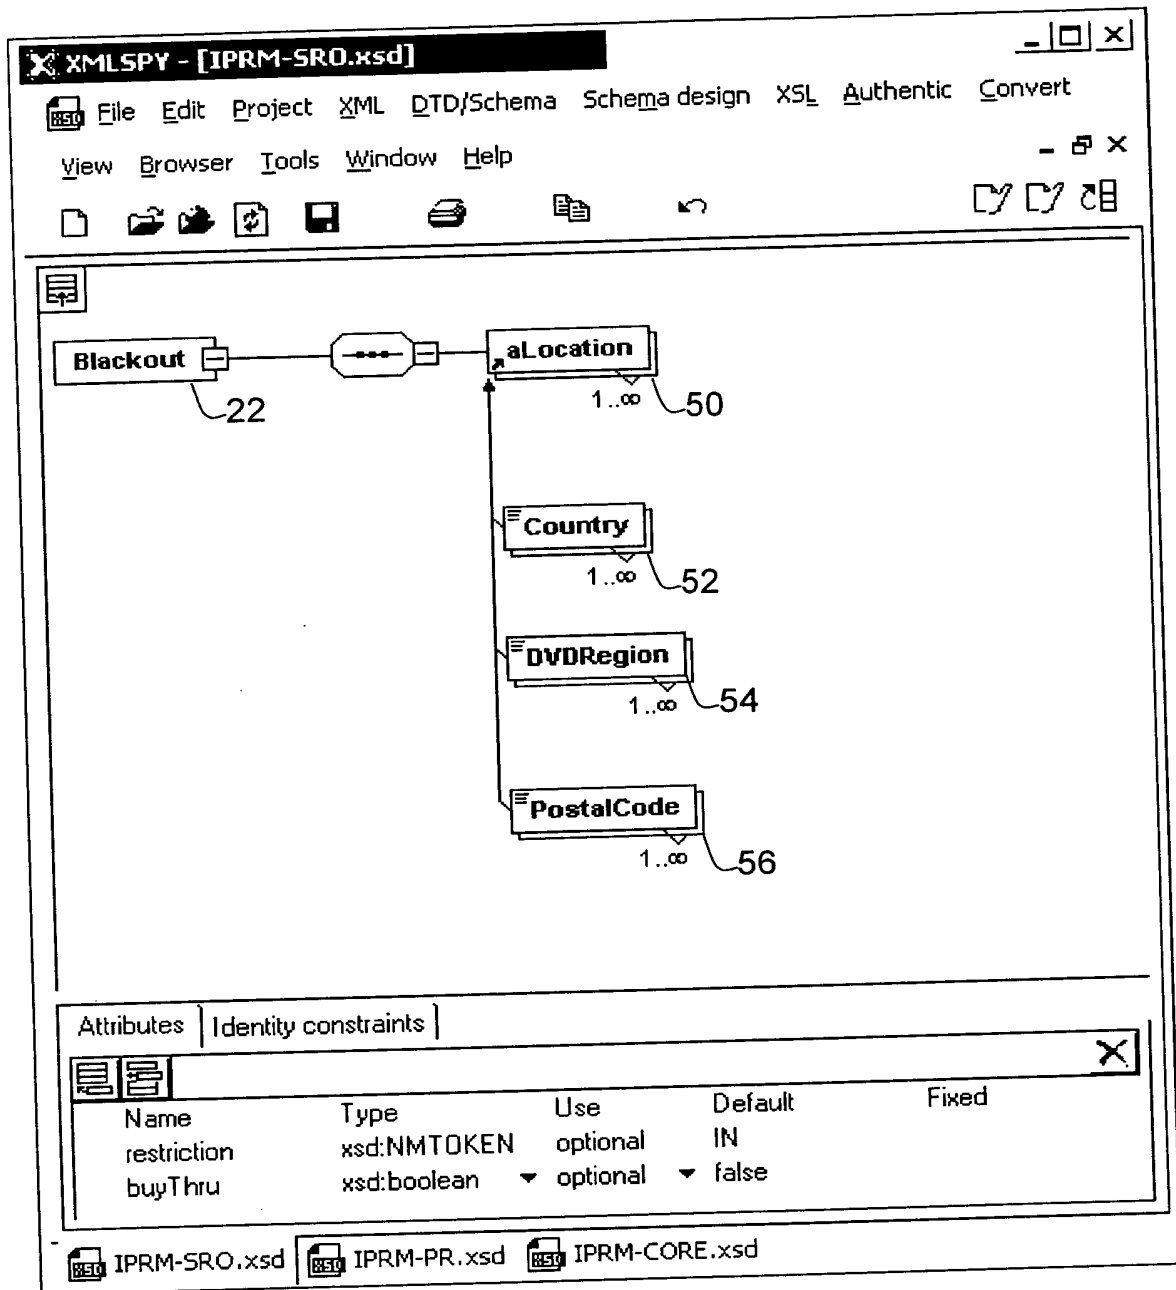 XMLSPY - [IPRM-SRO.xsd]
File Edit Project XML DTD/Schema Schema design XSL Authentic Convert
View Browser Tools Window Help
Blackout
22
aLocation
1..∞
50
Country
1..∞
52
DVDRegion
1..∞
54
PostalCode
1..∞
56
Attributes Identity constraints
Name Type Use Default Fixed
restriction xsd:NMTOKEN optional IN
buyThru xsd:boolean optional false
IPRM-SRO.xsd IPRM-PR.xsd IPRM-CORE.xsd